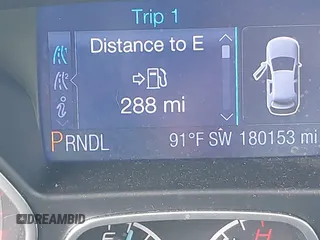 Trip 1
Distance to E
288 mi
PRNDL 91°F SW 180153 mi
E H
DREAMBID